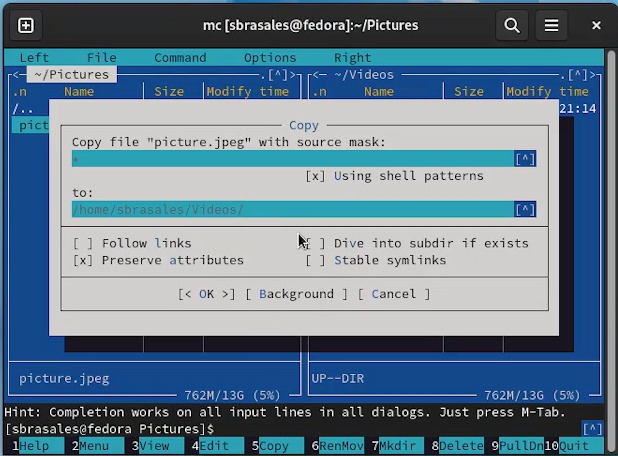 mc [sbrasales@fedora]:~/Pictures
Left File Command Options Right
<─ ~/Pictures .[^]> <─ ~/Videos .[^]>
.n Name Size Modify time .n Name Size Modify time
/.. 21:14
pict
Copy
Copy file "picture.jpeg" with source mask:
* [^]
[x] Using shell patterns
to:
/home/sbrasales/Videos/ [^]
[ ] Follow links [ ] Dive into subdir if exists
[x] Preserve attributes [ ] Stable symlinks
[< OK >] [ Background ] [ Cancel ]
picture.jpeg UP--DIR
762M/13G (5%) 762M/13G (5%)
Hint: Completion works on all input lines in all dialogs. Just press M-Tab.
[sbrasales@fedora Pictures]$ [^]
1Help 2Menu 3View 4Edit 5Copy 6RenMov 7Mkdir 8Delete 9PullDn 10Quit